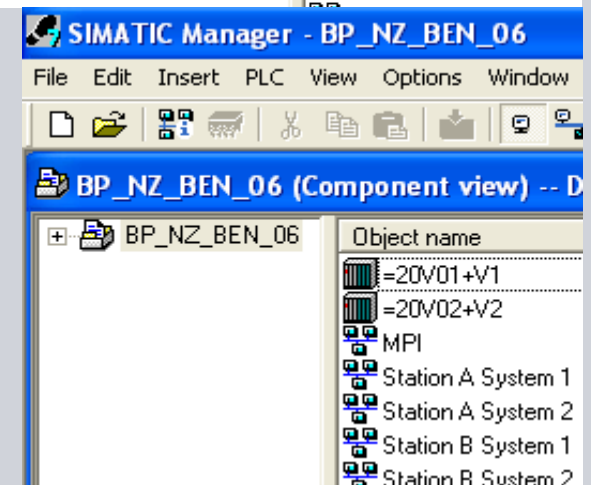 SIMATIC Manager - BP_NZ_BEN_06
File Edit Insert PLC View Options Window
BP_NZ_BEN_06 (Component view) -- D
BP_NZ_BEN_06
Object name
=20V01+V1
=20V02+V2
MPI
Station A System 1
Station A System 2
Station B System 1
Station B System 2